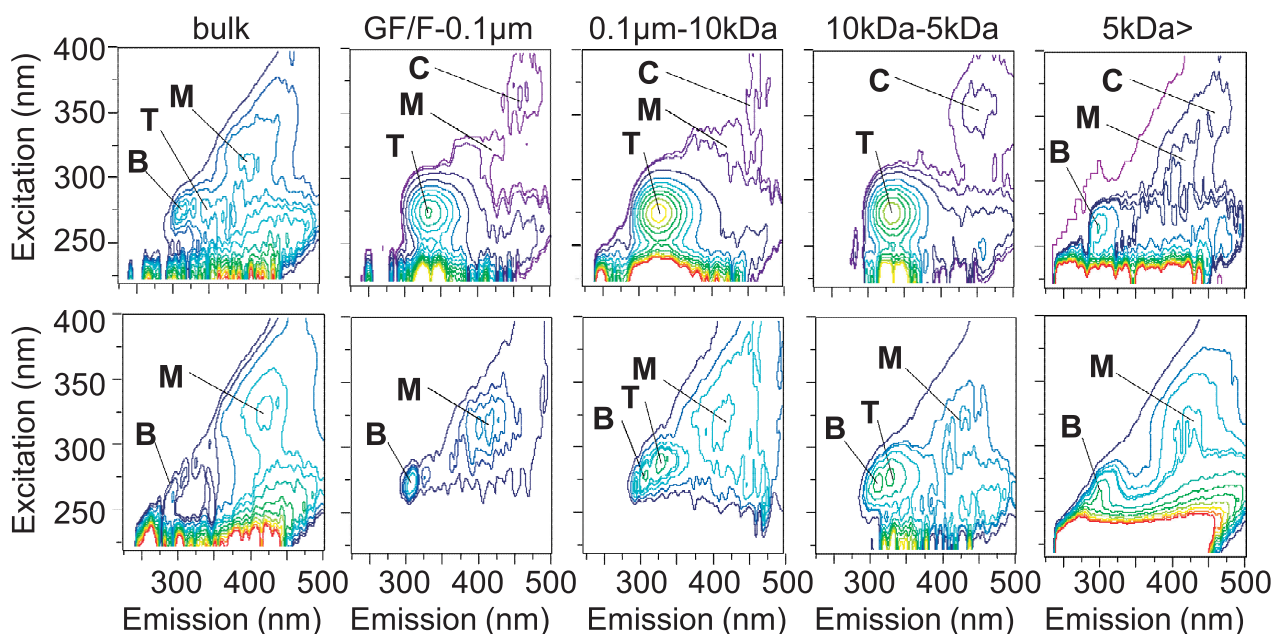 bulk GF/F-0.1µm 0.1µm-10kDa 10kDa-5kDa 5kDa>
Excitation (nm)
400
350
300
250
M
T
B
C
M
T
C
M
T
C
T
C
M
B
Excitation (nm)
400
350
300
250
M
B
M
B
M
T
B
M
T
B
M
B
300 400 500 300 400 500 300 400 500 300 400 500 300 400 500
Emission (nm) Emission (nm) Emission (nm) Emission (nm) Emission (nm)